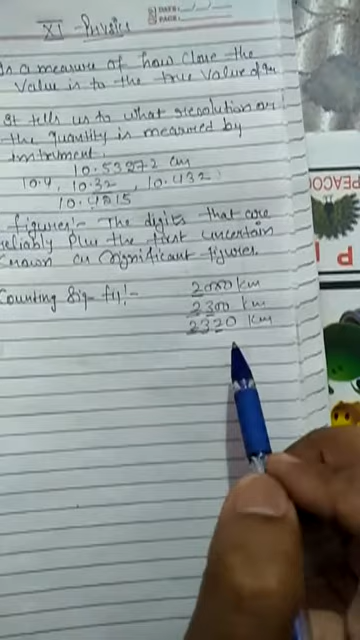 XI - Physics
DATE:
PAGE:
is a measure of how close the
value is to the true value of
It tells us to what resolution or
the quantity is measured by
instrument.
10.53272 cm
10.4, 10.32, 10.432
10.4215
figures:- The digits that are
reliably plus the first uncertain
known as significant figures.
Counting Sig-fig:-
2000 km
2300 km
2320 km
PEACOC
P